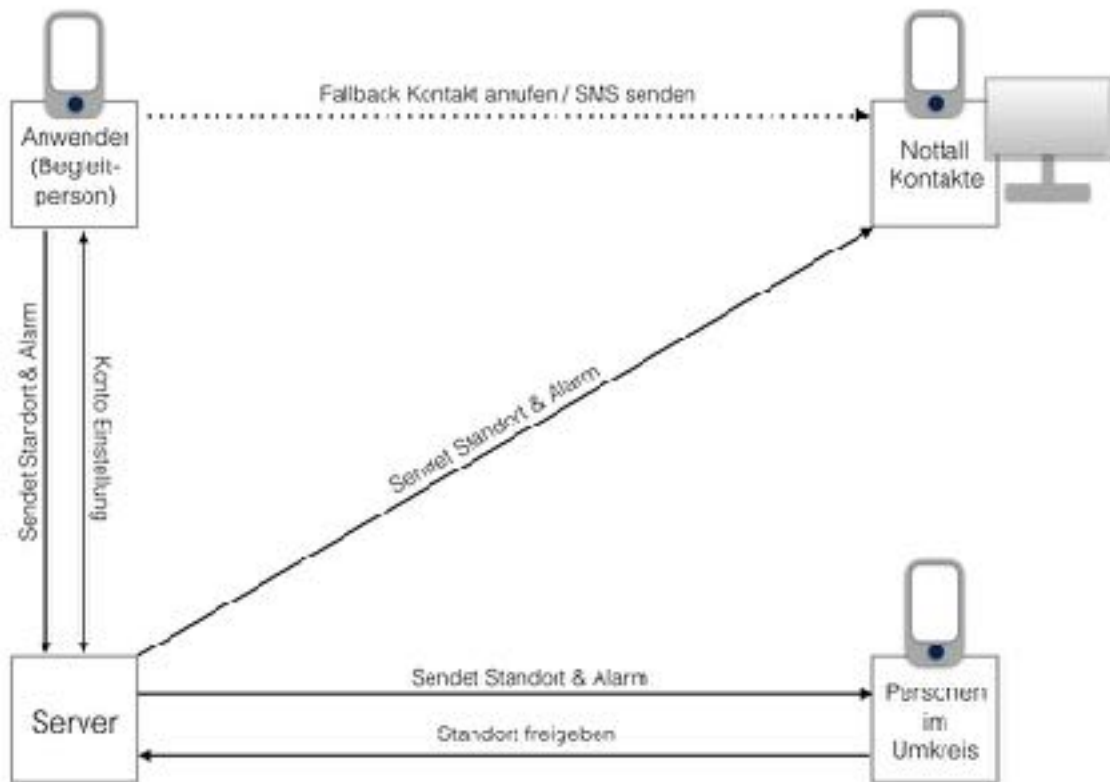 Fallback Kontakt anrufen / SMS senden
Anwender
(Begleit-
person)
Notfall
Kontakte
Sendet Standort & Alarm
Konto Einstellung
Sendet Standort & Alarm
Server
Sendet Standort & Alarm
Standort freigeben
Personen
im
Umkreis